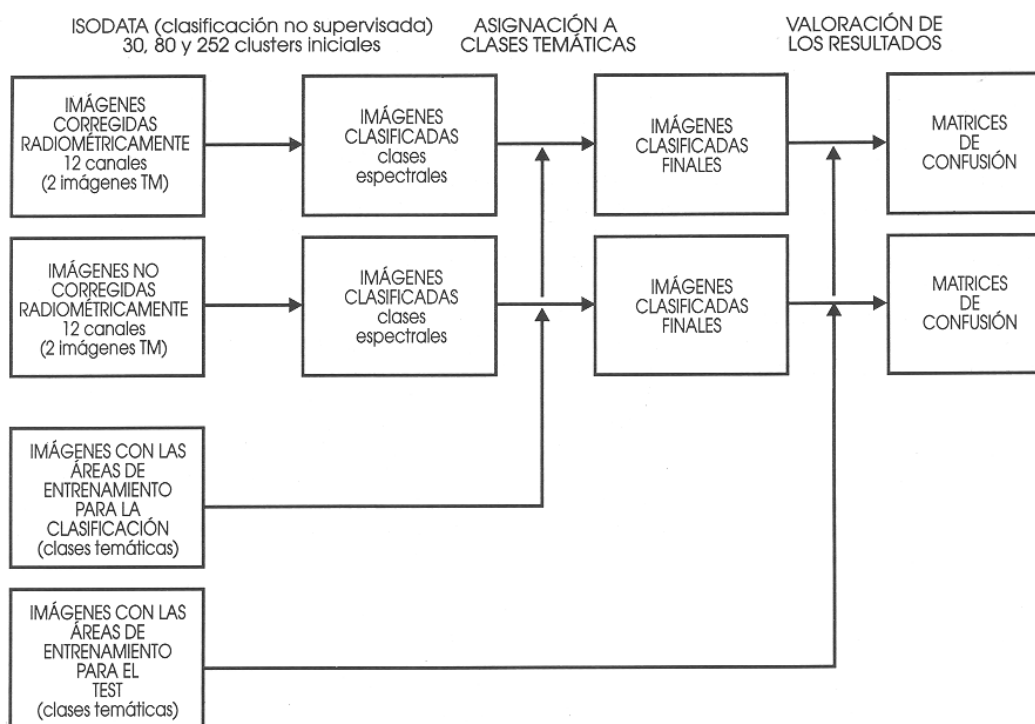 ISODATA (clasificación no supervisada)
30, 80 y 252 clusters iniciales
ASIGNACIÓN A
CLASES TEMÁTICAS
VALORACIÓN DE
LOS RESULTADOS
IMÁGENES
CORREGIDAS
RADIOMÉTRICAMENTE
12 canales
(2 imágenes TM)
IMÁGENES
CLASIFICADAS
clases
espectrales
IMÁGENES
CLASIFICADAS
FINALES
MATRICES
DE
CONFUSIÓN
IMÁGENES NO
CORREGIDAS
RADIOMÉTRICAMENTE
12 canales
(2 imágenes TM)
IMÁGENES
CLASIFICADAS
clases
espectrales
IMÁGENES
CLASIFICADAS
FINALES
MATRICES
DE
CONFUSIÓN
IMÁGENES CON LAS
ÁREAS DE
ENTRENAMIENTO
PARA LA
CLASIFICACIÓN
(clases temáticas)
IMÁGENES CON LAS
ÁREAS DE
ENTRENAMIENTO
PARA EL
TEST
(clases temáticas)